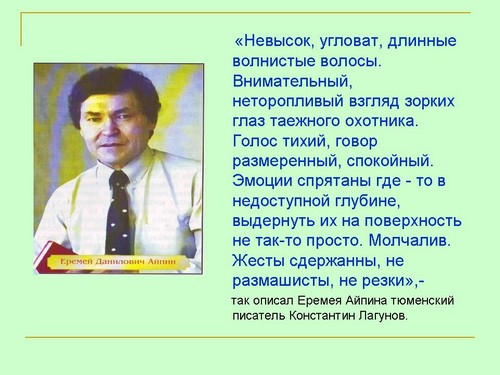 «Невысок, угловат, длинные
волнистые волосы.
Внимательный,
неторопливый взгляд зорких
глаз таежного охотника.
Голос тихий, говор
размеренный, спокойный.
Эмоции спрятаны где - то в
недоступной глубине,
выдернуть их на поверхность
не так-то просто. Молчалив.
Жесты сдержанны, не
размашисты, не резки»,-
так описал Еремея Айпина тюменский
писатель Константин Лагунов.
Еремей Данилович Айпин